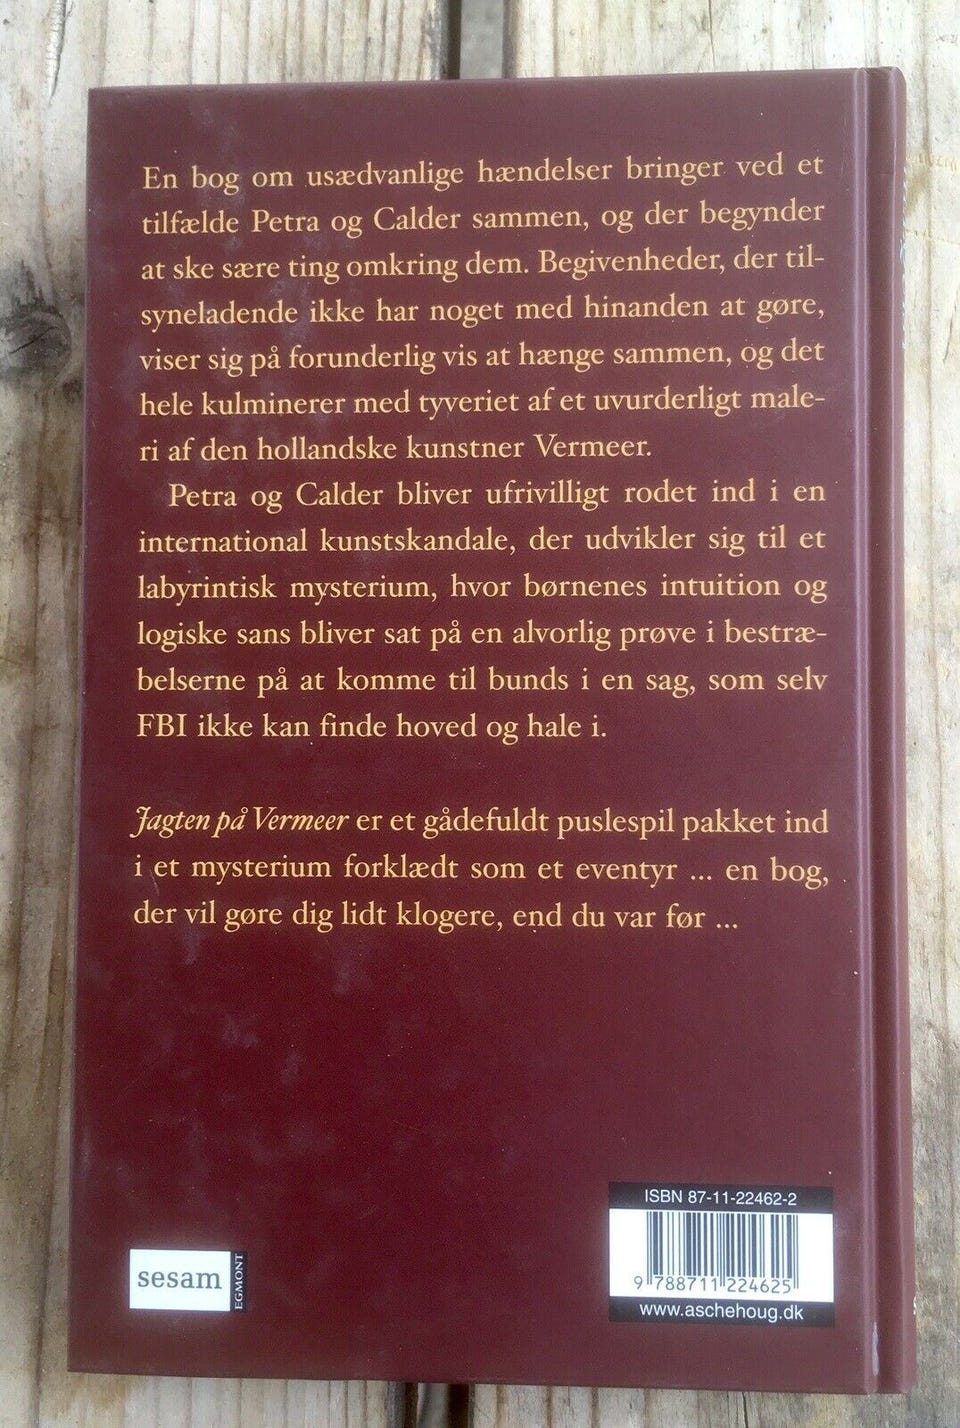 En bog om usædvanlige hændelser bringer ved et
tilfælde Petra og Calder sammen, og der begynder
at ske sære ting omkring dem. Begivenheder, der til-
syneladende ikke har noget med hinanden at gøre,
viser sig på forunderlig vis at hænge sammen, og det
hele kulminerer med tyveriet af et uvurderligt male-
ri af den hollandske kunstner Vermeer.
Petra og Calder bliver ufrivilligt rodet ind i en
international kunstskandale, der udvikler sig til et
labyrintisk mysterium, hvor børnenes intuition og
logiske sans bliver sat på en alvorlig prøve i bestræ-
belserne på at komme til bunds i en sag, som selv
FBI ikke kan finde hoved og hale i.
Jagten på Vermeer er et gådefuldt puslespil pakket ind
i et mysterium forklædt som et eventyr ... en bog,
der vil gøre dig lidt klogere, end du var før ...
sesam
EGMONT
ISBN 87-11-22462-2
9 788711 224625
www.aschehoug.dk